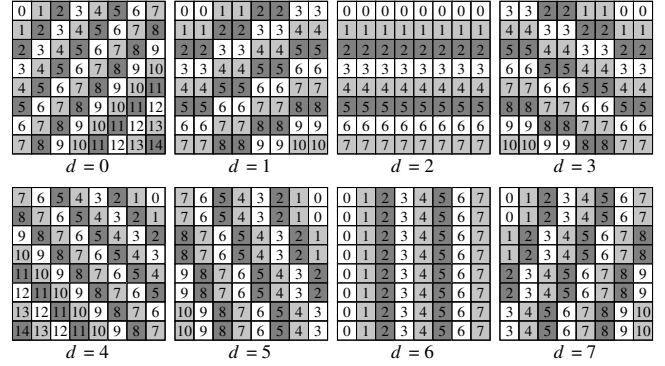 0 1 2 3 4 5 6 7 0 0 1 1 2 2 3 3 0 0 0 0 0 0 0 0 3 3 2 2 1 1 0 0
1 2 3 4 5 6 7 8 1 1 2 2 3 3 4 4 1 1 1 1 1 1 1 1 4 4 3 3 2 2 1 1
2 3 4 5 6 7 8 9 2 2 3 3 4 4 5 5 2 2 2 2 2 2 2 2 5 5 4 4 3 3 2 2
3 4 5 6 7 8 9 10 3 3 4 4 5 5 6 6 3 3 3 3 3 3 3 3 6 6 5 5 4 4 3 3
4 5 6 7 8 9 10 11 4 4 5 5 6 6 7 7 4 4 4 4 4 4 4 4 7 7 6 6 5 5 4 4
5 6 7 8 9 10 11 12 5 5 6 6 7 7 8 8 5 5 5 5 5 5 5 5 8 8 7 7 6 6 5 5
6 7 8 9 10 11 12 13 6 6 7 7 8 8 9 9 6 6 6 6 6 6 6 6 9 9 8 8 7 7 6 6
7 8 9 10 11 12 13 14 7 7 8 8 9 9 10 10 7 7 7 7 7 7 7 7 10 10 9 9 8 8 7 7
d = 0 d = 1 d = 2 d = 3
7 6 5 4 3 2 1 0 7 6 5 4 3 2 1 0 0 1 2 3 4 5 6 7 0 1 2 3 4 5 6 7
8 7 6 5 4 3 2 1 7 6 5 4 3 2 1 0 0 1 2 3 4 5 6 7 0 1 2 3 4 5 6 7
9 8 7 6 5 4 3 2 8 7 6 5 4 3 2 1 0 1 2 3 4 5 6 7 1 2 3 4 5 6 7 8
10 9 8 7 6 5 4 3 8 7 6 5 4 3 2 1 0 1 2 3 4 5 6 7 1 2 3 4 5 6 7 8
11 10 9 8 7 6 5 4 9 8 7 6 5 4 3 2 0 1 2 3 4 5 6 7 2 3 4 5 6 7 8 9
12 11 10 9 8 7 6 5 9 8 7 6 5 4 3 2 0 1 2 3 4 5 6 7 2 3 4 5 6 7 8 9
13 12 11 10 9 8 7 6 10 9 8 7 6 5 4 3 0 1 2 3 4 5 6 7 3 4 5 6 7 8 9 10
14 13 12 11 10 9 8 7 10 9 8 7 6 5 4 3 0 1 2 3 4 5 6 7 3 4 5 6 7 8 9 10
d = 4 d = 5 d = 6 d = 7